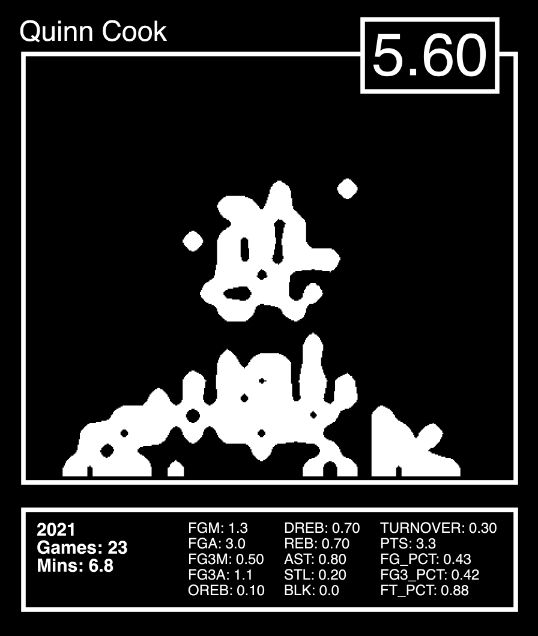 Quinn Cook
5.60
2021
Games: 23
Mins: 6.8
FGM: 1.3
FGA: 3.0
FG3M: 0.50
FG3A: 1.1
OREB: 0.10
DREB: 0.70
REB: 0.70
AST: 0.80
STL: 0.20
BLK: 0.0
TURNOVER: 0.30
PTS: 3.3
FG_PCT: 0.43
FG3_PCT: 0.42
FT_PCT: 0.88